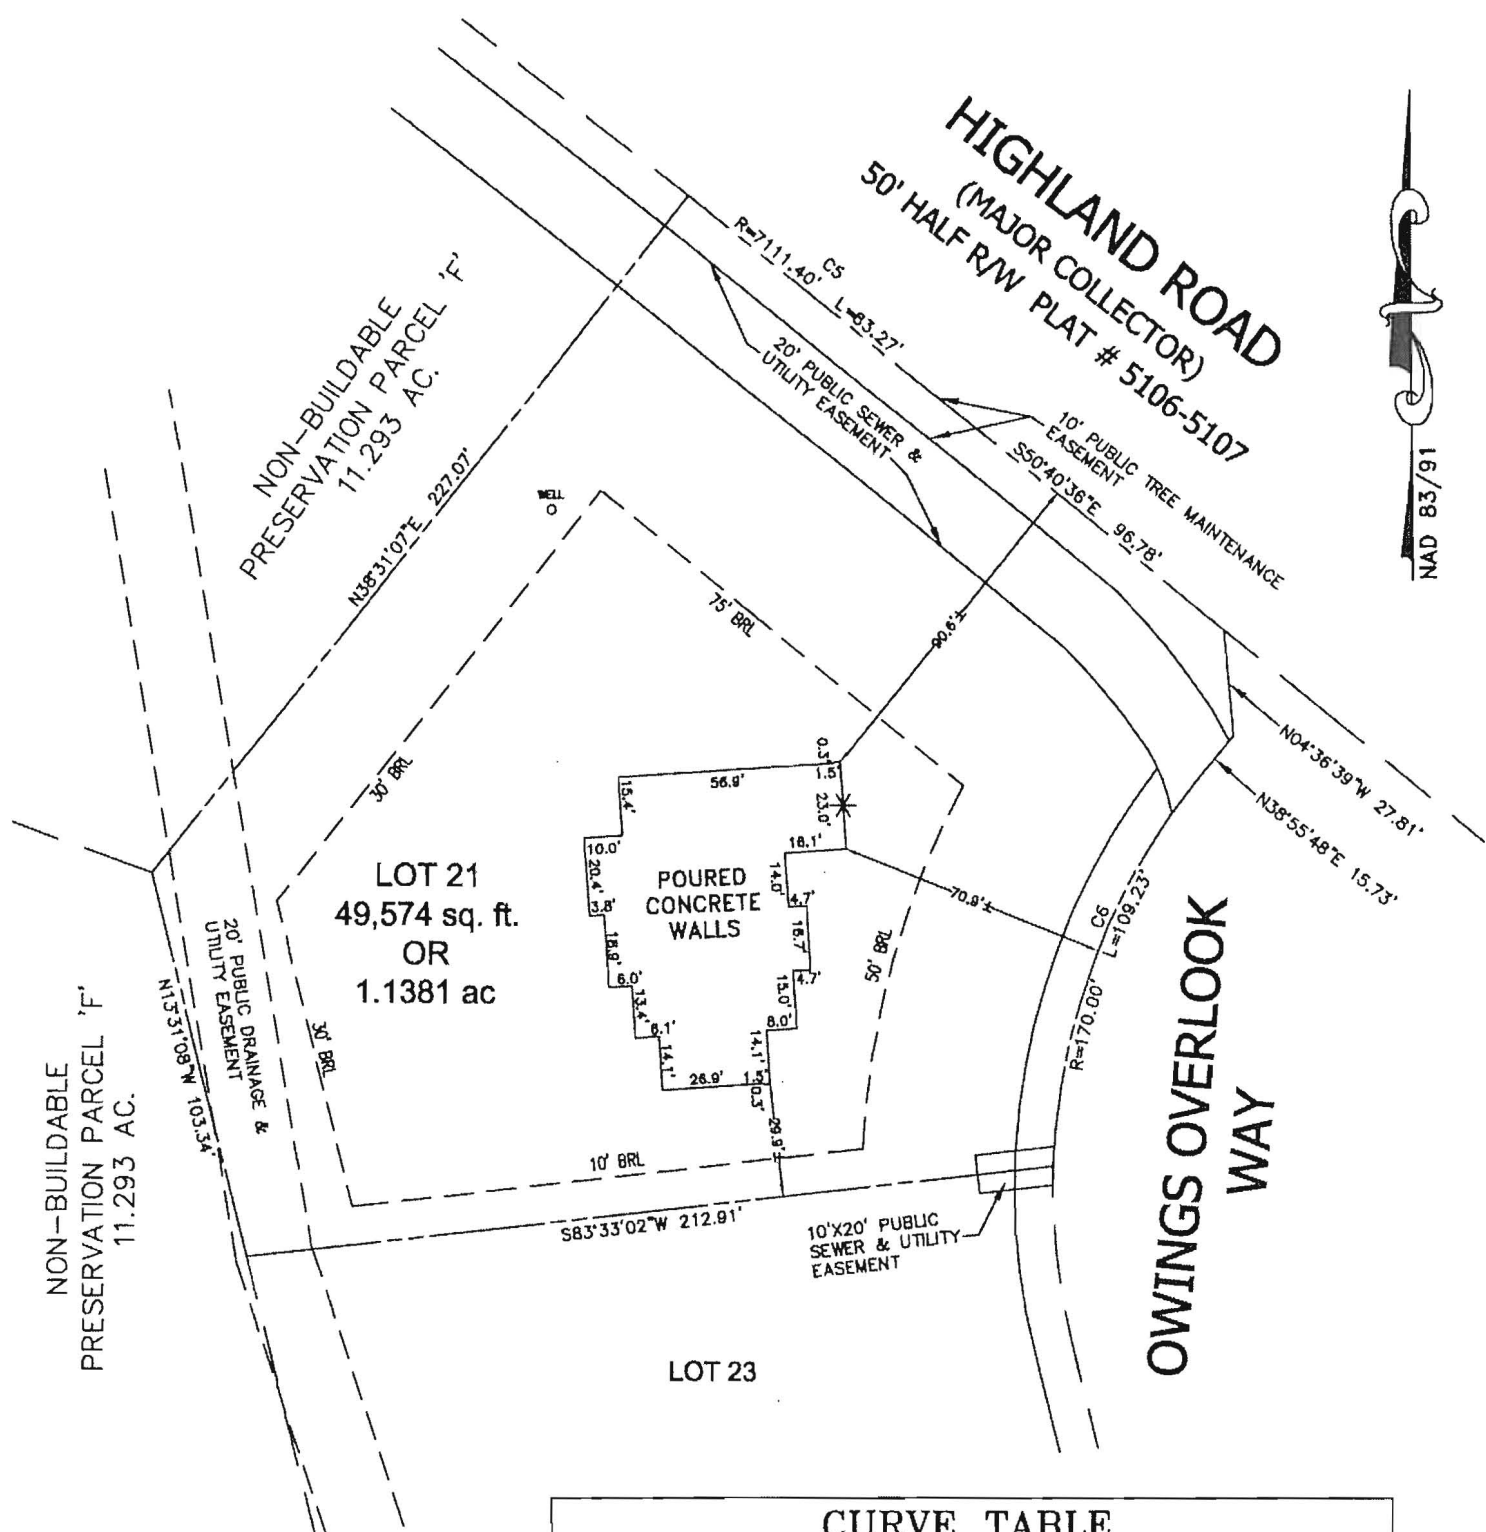 HIGHLAND ROAD
(MAJOR COLLECTOR)
50' HALF R/W PLAT # 5106-5107
NAD 83/91
R=7111.40' L=83.27'
C5
20' PUBLIC SEWER &
UTILITY EASEMENT
10' PUBLIC TREE MAINTENANCE
EASEMENT
S50°40'36"E 96.78'
NON-BUILDABLE
PRESERVATION PARCEL 'F'
11.293 AC.
N38°31'07"E 227.07'
WELL
75' BRL
90.6'±
N04°36'39"W 27.81'
N38°55'48"E 15.73'
30' BRL
0.3'
1.5'
56.9'
23.0'
15.4'
10.0'
18.1'
20.4'
14.0'
3.8'
4.7'
18.9'
16.7'
6.0'
4.7'
13.4'
15.0'
6.1'
8.0'
14.1'
14.1'
26.9'
1.5'
0.3'
29.9'±
POURED
CONCRETE
WALLS
LOT 21
49,574 sq. ft.
OR
1.1381 ac
70.9'±
50' BRL
C6
L=109.23'
R=170.00'
OWINGS OVERLOOK
WAY
20' PUBLIC DRAINAGE &
UTILITY EASEMENT
30' BRL
N13°31'08"W 103.34'
NON-BUILDABLE
PRESERVATION PARCEL 'F'
11.293 AC.
10' BRL
S83°33'02"W 212.91'
10'X20' PUBLIC
SEWER & UTILITY
EASEMENT
LOT 23
CURVE TABLE